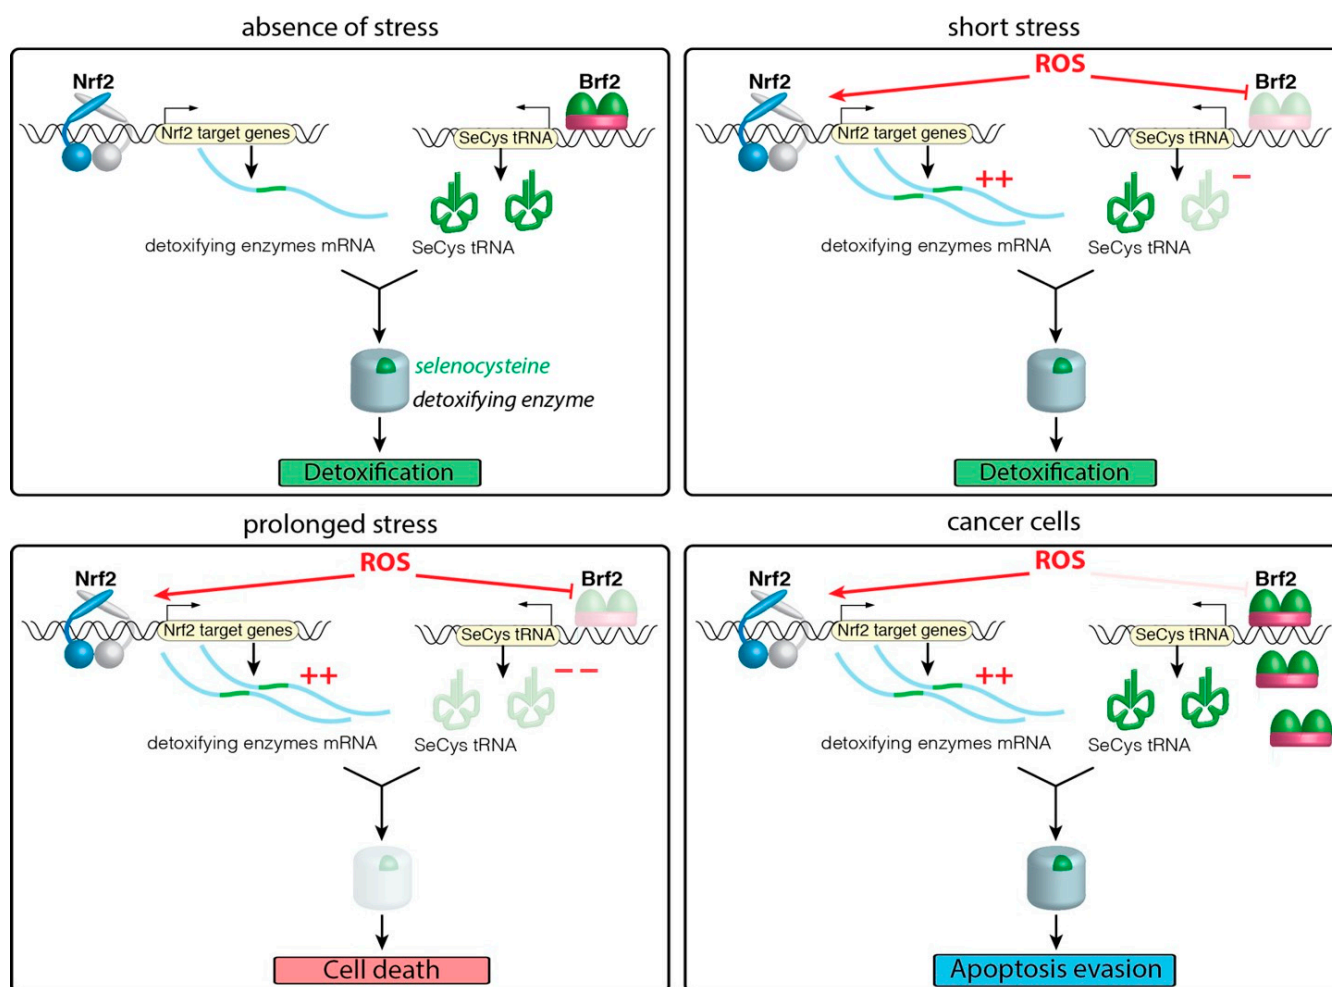 absence of stress
Nrf2
Brf2
Nrf2 target genes
SeCys tRNA
detoxifying enzymes mRNA
SeCys tRNA
selenocysteine
detoxifying enzyme
Detoxification
short stress
ROS
Nrf2
Brf2
Nrf2 target genes
SeCys tRNA
++
−
detoxifying enzymes mRNA
SeCys tRNA
Detoxification
prolonged stress
ROS
Nrf2
Brf2
Nrf2 target genes
SeCys tRNA
++
− −
detoxifying enzymes mRNA
SeCys tRNA
Cell death
cancer cells
ROS
Nrf2
Brf2
Nrf2 target genes
SeCys tRNA
++
detoxifying enzymes mRNA
SeCys tRNA
Apoptosis evasion